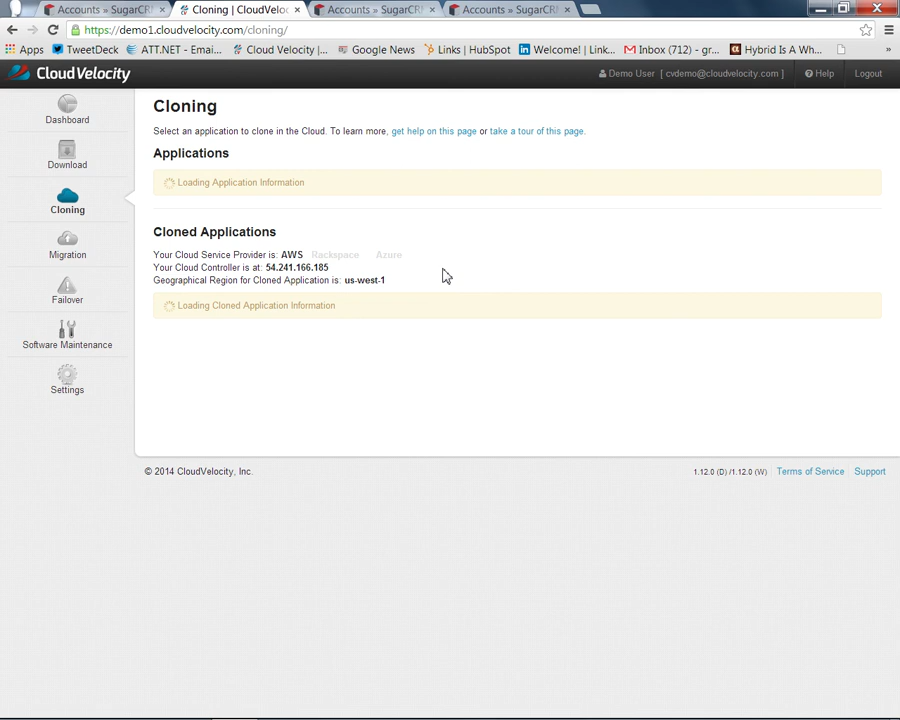 Accounts » SugarCR
Cloning | CloudVeloc
Accounts » SugarCR
Accounts » SugarCR
https://demo1.cloudvelocity.com/cloning/
Apps TweetDeck ATT.NET - Emai... Cloud Velocity |... Google News Links | HubSpot Welcome! | Link... Inbox (712) - gr... Hybrid Is A Wh... »
CloudVelocity
Demo User [ cvdemo@cloudvelocity.com ] Help Logout
Dashboard
Download
Cloning
Migration
Failover
Software Maintenance
Settings
Cloning
Select an application to clone in the Cloud. To learn more, get help on this page or take a tour of this page.
Applications
Loading Application Information
Cloned Applications
Your Cloud Service Provider is: AWS Rackspace Azure
Your Cloud Controller is at: 54.241.166.185
Geographical Region for Cloned Application is: us-west-1
Loading Cloned Application Information
© 2014 CloudVelocity, Inc.
1.12.0 (D) /1.12.0 (W) Terms of Service Support